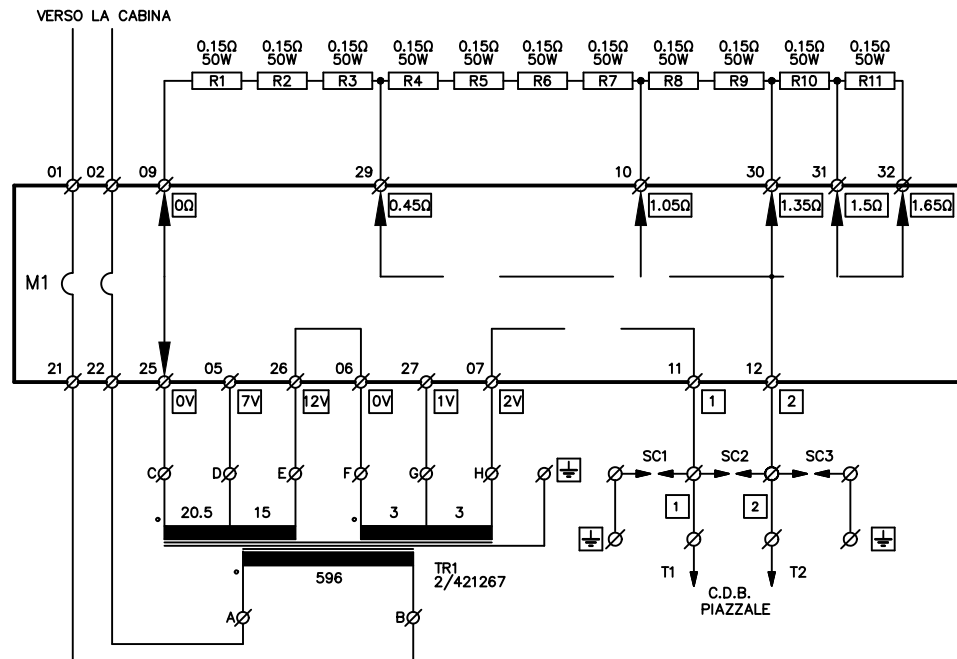 VERSO LA CABINA
0.15Ω 0.15Ω 0.15Ω 0.15Ω 0.15Ω 0.15Ω 0.15Ω 0.15Ω 0.15Ω 0.15Ω 0.15Ω
50W 50W 50W 50W 50W 50W 50W 50W 50W 50W 50W
R1 R2 R3 R4 R5 R6 R7 R8 R9 R10 R11
01 02 09 29 10 30 31 32
0Ω 0.45Ω 1.05Ω 1.35Ω 1.5Ω 1.65Ω
M1
21 22 25 05 26 06 27 07 11 12
0V 7V 12V 0V 1V 2V 1 2
SC1 SC2 SC3
C D E F G H
1 2
20.5 15 3 3
TR1
2/421267
596
T1 T2
C.D.B.
PIAZZALE
A B